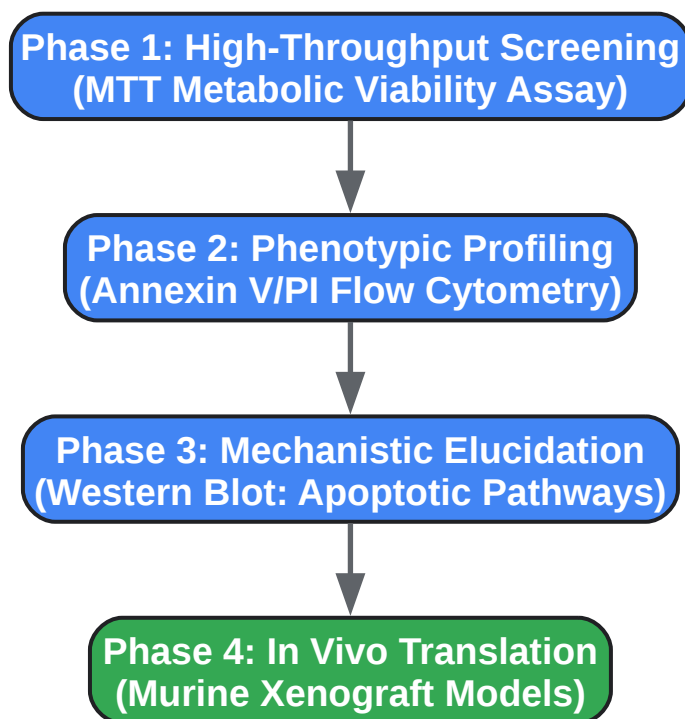 Phase 1: High-Throughput Screening
(MTT Metabolic Viability Assay)
Phase 2: Phenotypic Profiling
(Annexin V/PI Flow Cytometry)
Phase 3: Mechanistic Elucidation
(Western Blot: Apoptotic Pathways)
Phase 4: In Vivo Translation
(Murine Xenograft Models)